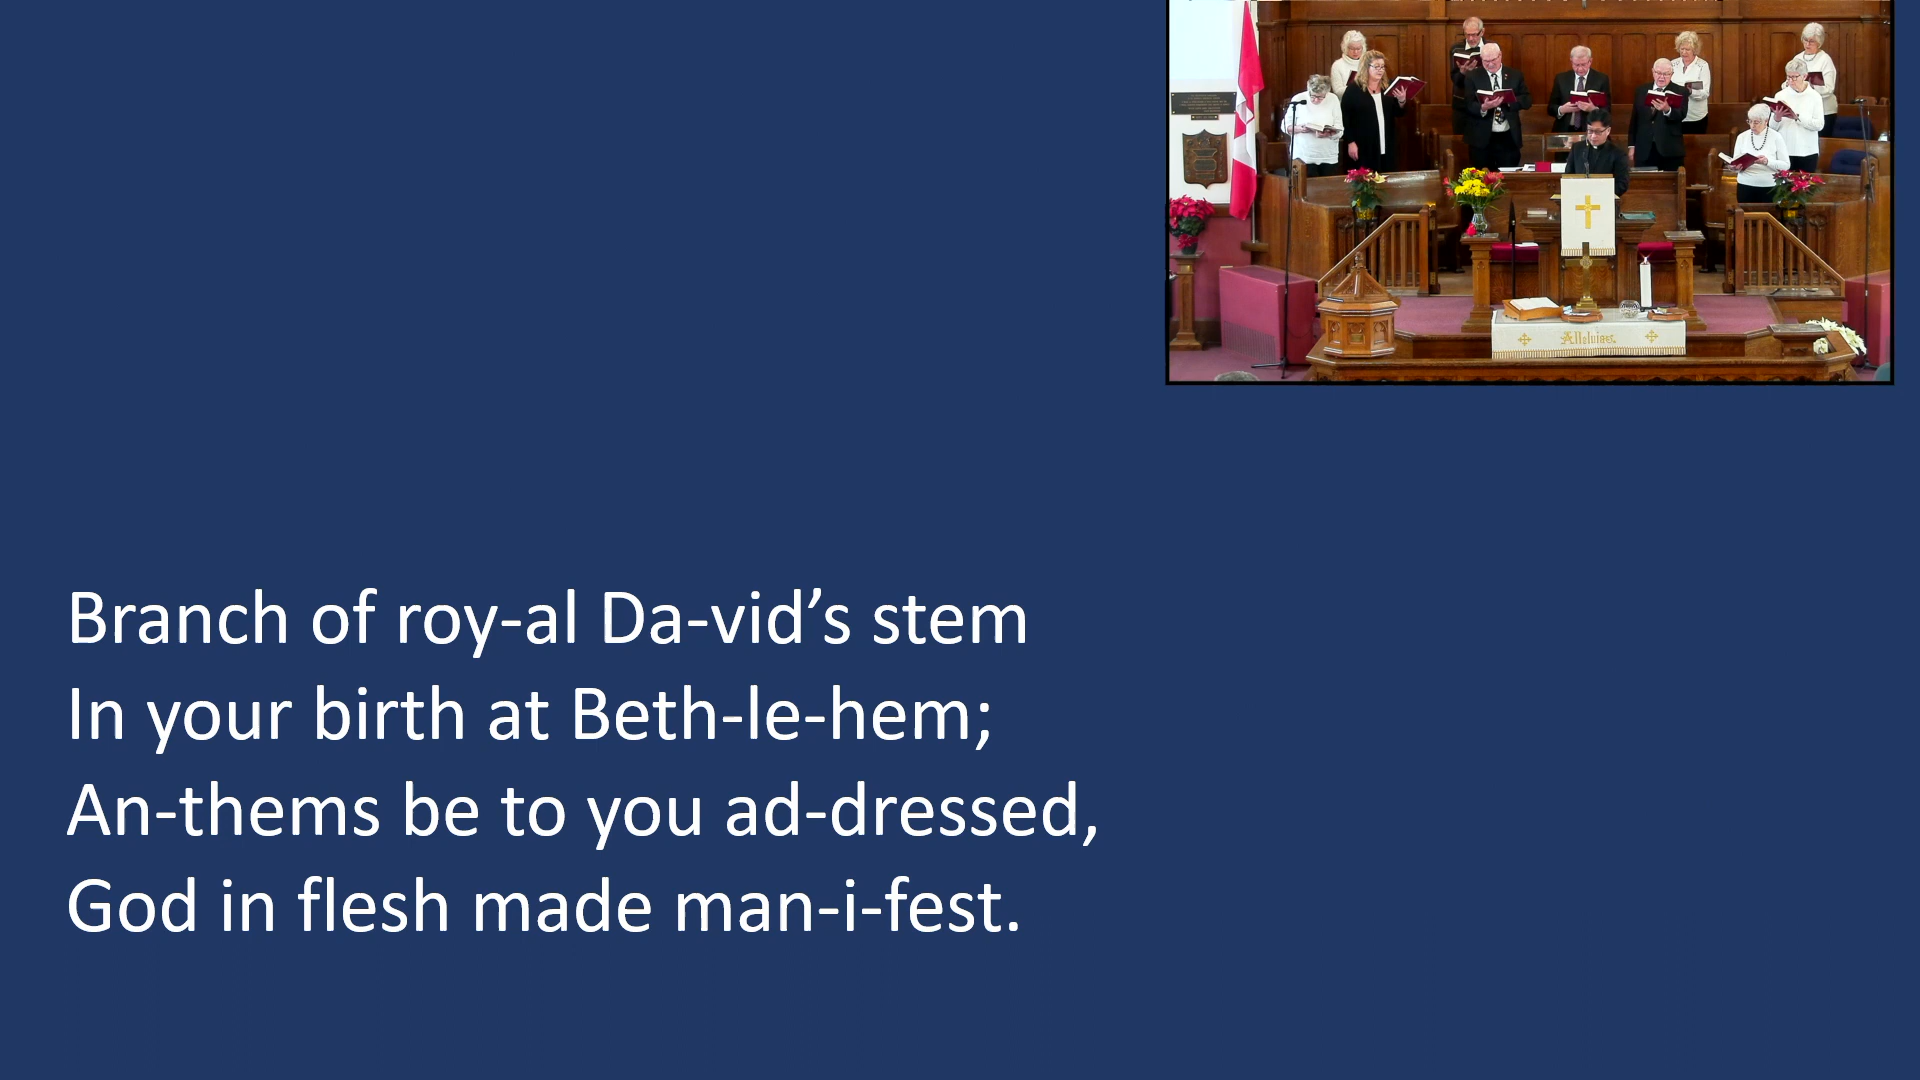 Alleluia
Branch of roy-al Da-vid’s stem
In your birth at Beth-le-hem;
An-thems be to you ad-dressed,
God in flesh made man-i-fest.